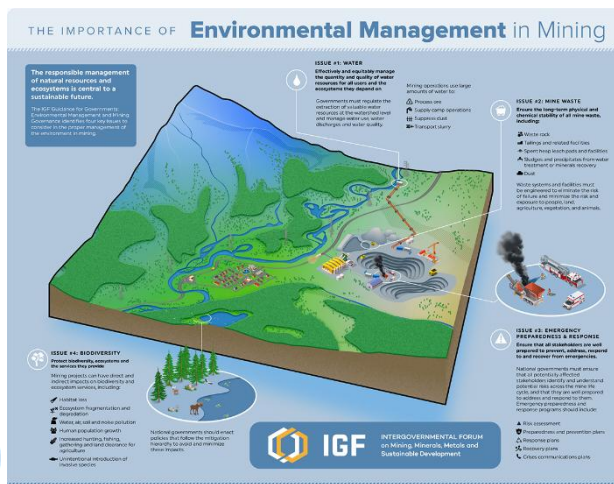 THE IMPORTANCE OF Environmental Management in Mining
The responsible management
of natural resources and
ecosystems is central to a
sustainable future.
The IGF Guidance for Governments:
Environmental Management and Mining
Governance identifies four key issues to
consider in the proper management of
the environment in mining.
ISSUE #1: WATER
Effectively and equitably manage
the quantity and quality of water
resources for all users and the
ecosystems they depend on
Governments must regulate the
extraction of surface water
resources at the watershed level
and manage water use, water
discharges and water quality.
Mining operations use large
amounts of water to:
Process ore
Supply camp operations
Suppress dust
Transport slurry
ISSUE #2: MINE WASTE
Ensure the long-term physical and
chemical stability of all mine waste,
including:
Waste rock
Tailings and related facilities
Spent heap leach pads and facilities
Sludges and precipitates from water
treatment or minerals recovery
Dust
Waste systems and facilities must
be engineered to eliminate the risk
of failure and minimize the risk and
exposure to people, land,
agriculture, vegetation, and animals.
ISSUE #3: EMERGENCY
PREPAREDNESS & RESPONSE
Ensure that all stakeholders are well
prepared to prevent, address, respond
to and recover from emergencies.
National governments must ensure
that all potentially affected
stakeholders identify and understand
potential risks across the mine life
cycle, and that they are well prepared
to address and respond to them.
Emergency preparedness and
response programs should include:
Risk assessment
Preparedness and prevention plans
Response plans
Recovery plans
Crisis communications plans
ISSUE #4: BIODIVERSITY
Protect biodiversity, ecosystems and
the services they provide
Mining projects can have direct and
indirect impacts on biodiversity and
ecosystem services, including:
Habitat loss
Ecosystem fragmentation and
degradation
Water, air, soil and noise pollution
Human population growth
Increased hunting, fishing,
gathering, and land clearance for
agriculture
Unintentional introduction of
invasive species
National governments should enact
policies that follow the mitigation
hierarchy to avoid and minimize
these impacts
IGF
INTERGOVERNMENTAL FORUM
on Mining, Minerals, Metals and
Sustainable Development